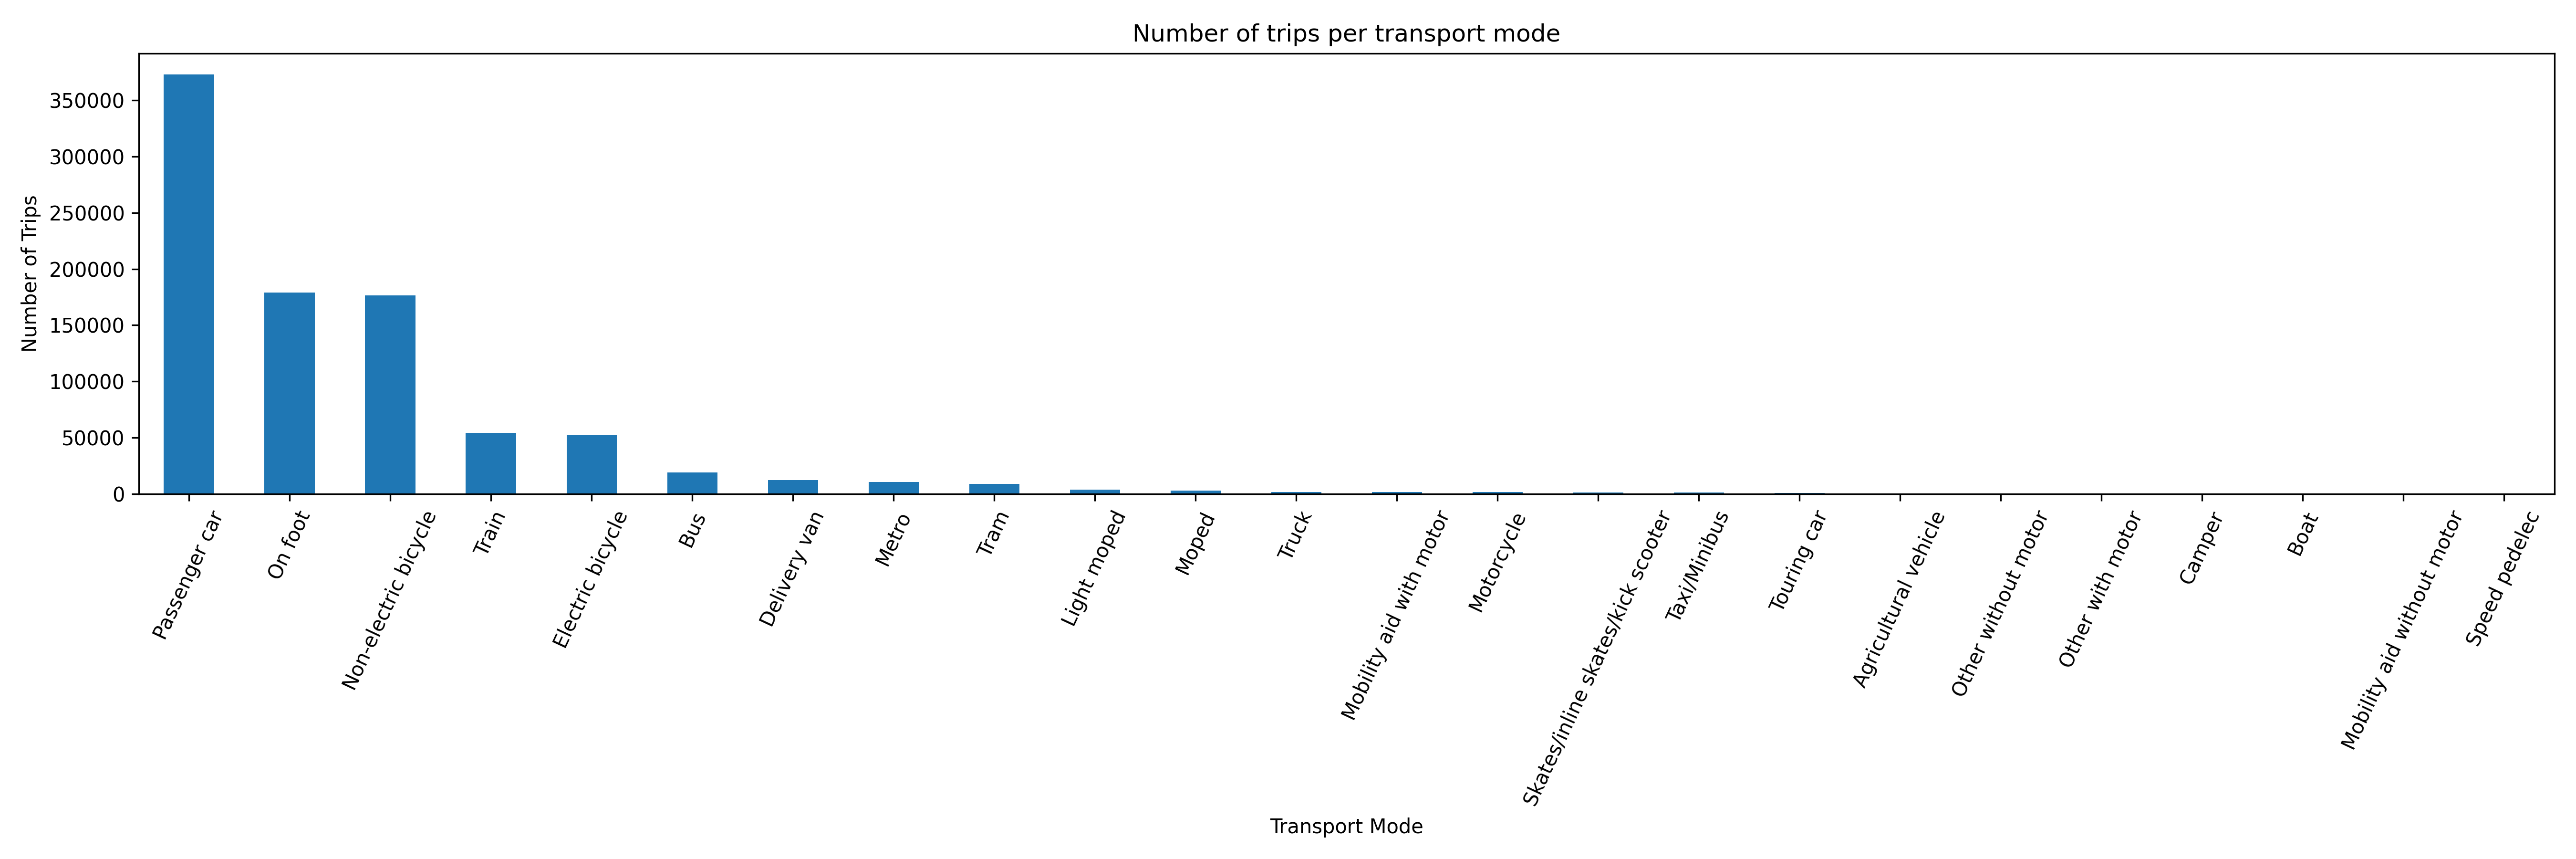 Number of trips per transport mode
Number of Trips
350000
300000
250000
200000
150000
100000
50000
0
Passenger car
On foot
Non-electric bicycle
Train
Electric bicycle
Bus
Delivery van
Metro
Tram
Light moped
Moped
Truck
Mobility aid with motor
Motorcycle
Skates/inline skates/kick scooter
Taxi/Minibus
Touring car
Agricultural vehicle
Other without motor
Other with motor
Camper
Boat
Mobility aid without motor
Speed pedelec
Transport Mode